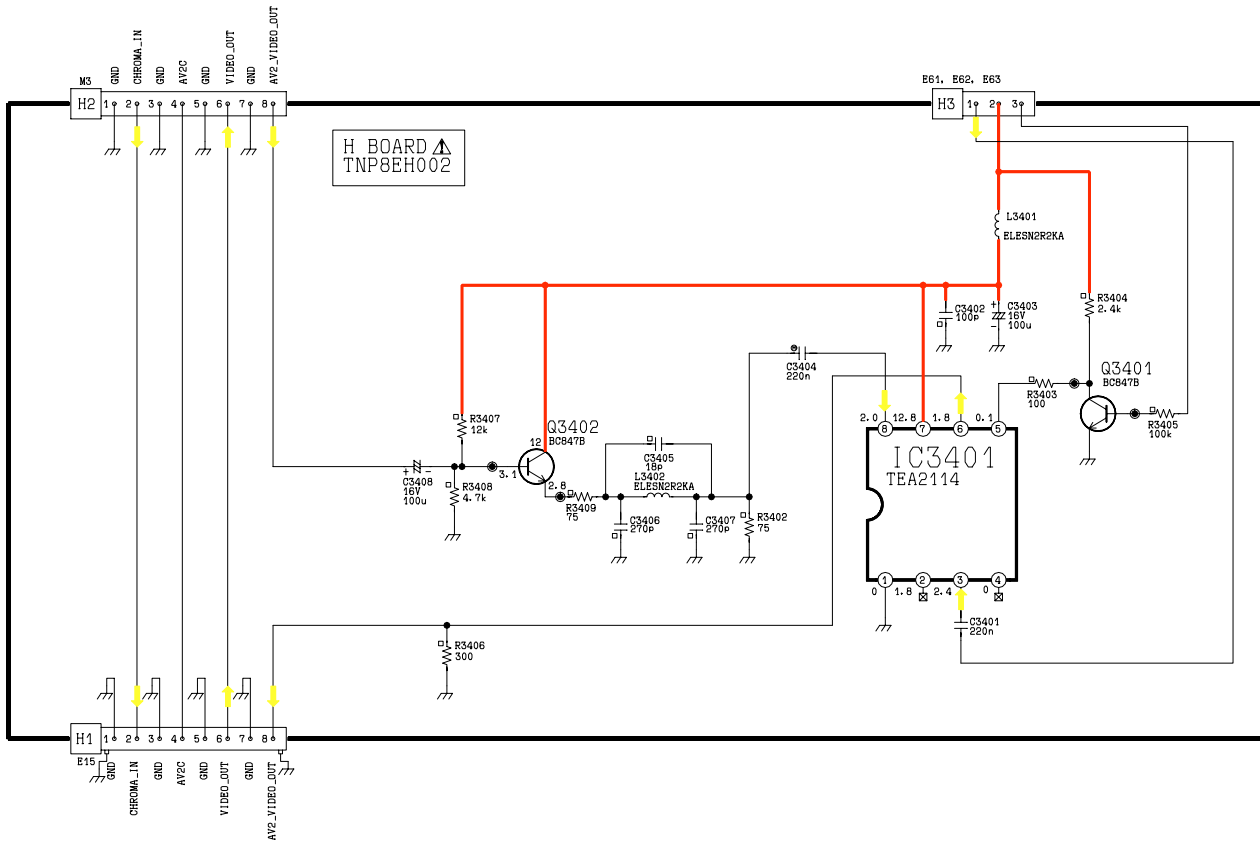 M3
GND
CHROMA_IN
GND
AV2C
GND
VIDEO_OUT
GND
AV2_VIDEO_OUT
H2
1 2 3 4 5 6 7 8
E61, E62, E63
H3
1 2 3
H BOARD
TNP8EH002
L3401
ELESN2R2KA
C3402
100p
+
-
C3403
16V
100u
R3404
2.4k
C3404
220n
Q3401
BC847B
R3403
100
R3405
100k
R3407
12k
Q3402
BC847B
12
3.1
2.8
+
-
C3408
16V
100u
R3408
4.7k
R3409
75
C3405
18p
L3402
ELESN2R2KA
C3406
270p
C3407
270p
R3402
75
2.0 12.8 1.8 0.1
8 7 6 5
IC3401
TEA2114
1 2 3 4
0 1.8 2.4 0
C3401
220n
R3406
300
H1
1 2 3 4 5 6 7 8
E15
GND
CHROMA_IN
GND
AV2C
GND
VIDEO_OUT
GND
AV2_VIDEO_OUT